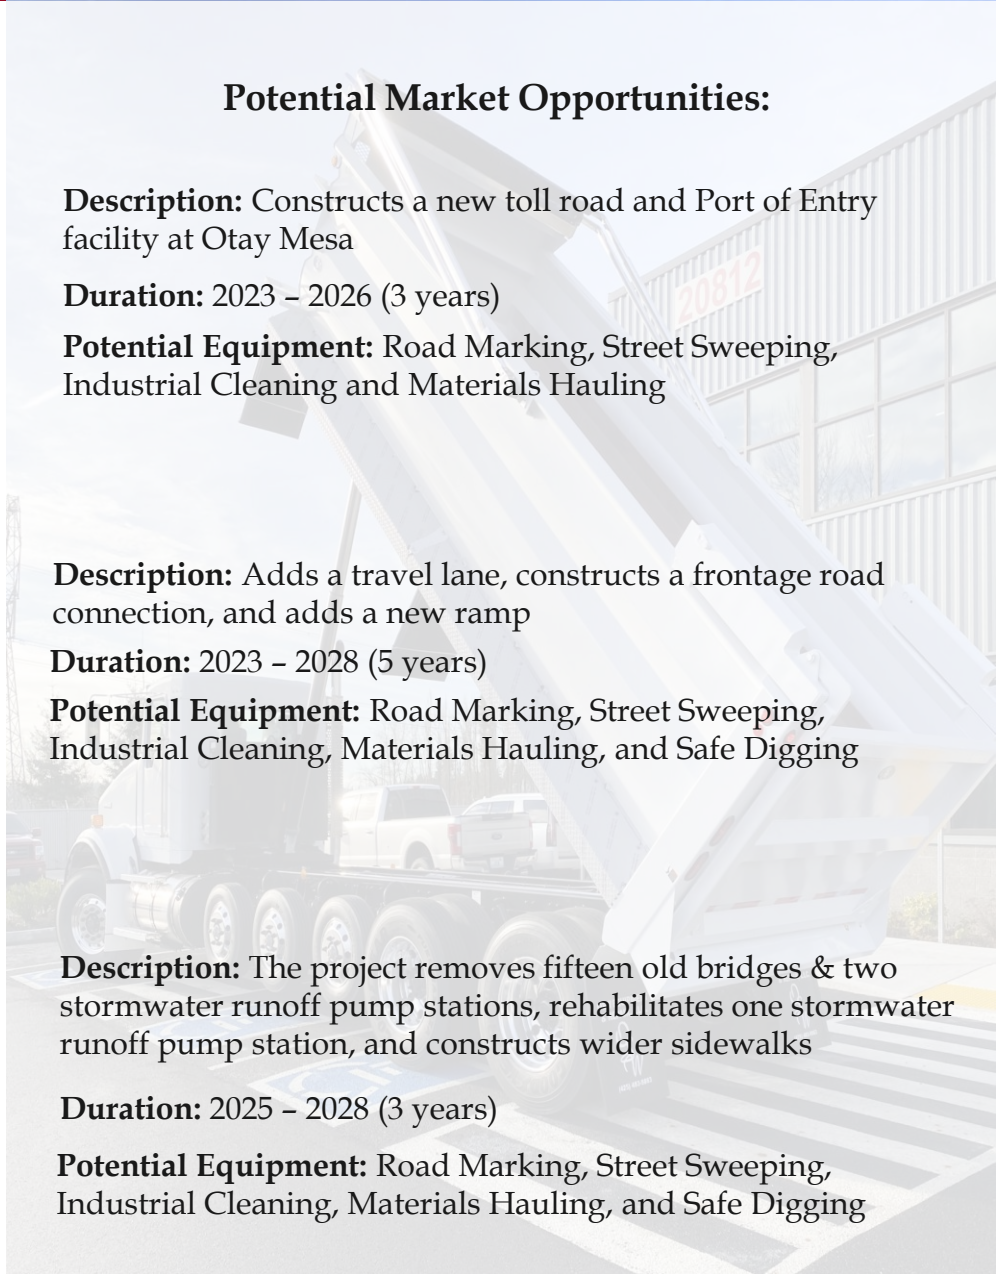 Potential Market Opportunities:
Description: Constructs a new toll road and Port of Entry
facility at Otay Mesa
Duration: 2023 – 2026 (3 years)
20812
Potential Equipment: Road Marking, Street Sweeping,
Industrial Cleaning and Materials Hauling
Description: Adds a travel lane, constructs a frontage road
connection, and adds a new ramp
Duration: 2023 – 2028 (5 years)
Potential Equipment: Road Marking, Street Sweeping,
Industrial Cleaning, Materials Hauling, and Safe Digging
Description: The project removes fifteen old bridges & two
stormwater runoff pump stations, rehabilitates one stormwater
runoff pump station, and constructs wider sidewalks
Duration: 2025 – 2028 (3 years)
Potential Equipment: Road Marking, Street Sweeping,
Industrial Cleaning, Materials Hauling, and Safe Digging